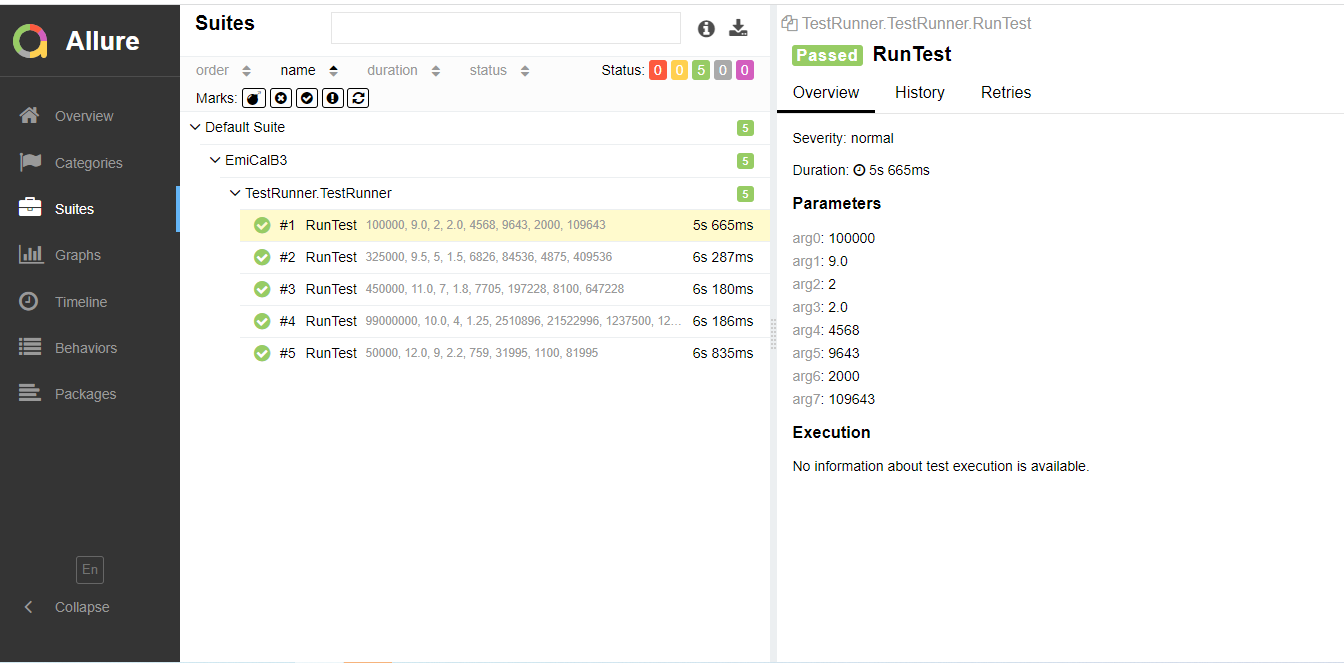 Allure
Overview
Categories
Suites
Graphs
Timeline
Behaviors
Packages
En
Collapse
Suites
order name duration status Status: 0 0 5 0 0
Marks:
Default Suite 5
EmiCalB3 5
TestRunner.TestRunner 5
#1 RunTest 100000, 9.0, 2, 2.0, 4568, 9643, 2000, 109643 5s 665ms
#2 RunTest 325000, 9.5, 5, 1.5, 6826, 84536, 4875, 409536 6s 287ms
#3 RunTest 450000, 11.0, 7, 1.8, 7705, 197228, 8100, 647228 6s 180ms
#4 RunTest 99000000, 10.0, 4, 1.25, 2510896, 21522996, 1237500, 12... 6s 186ms
#5 RunTest 50000, 12.0, 9, 2.2, 759, 31995, 1100, 81995 6s 835ms
TestRunner.TestRunner.RunTest
Passed RunTest
Overview History Retries
Severity: normal
Duration: 5s 665ms
Parameters
arg0: 100000
arg1: 9.0
arg2: 2
arg3: 2.0
arg4: 4568
arg5: 9643
arg6: 2000
arg7: 109643
Execution
No information about test execution is available.